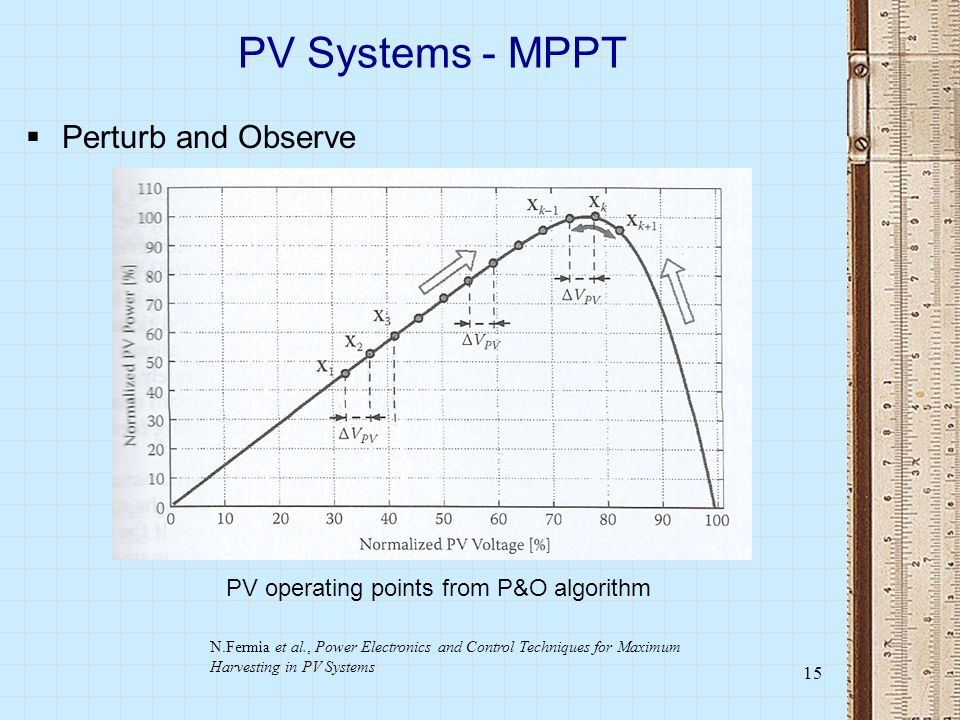 PV Systems - MPPT
▪ Perturb and Observe
110
100
90
80
70
60
50
40
30
20
10
0
Normalized PV Power [%]
X1
X2
X3
Xk–1
Xk
Xk+1
ΔVPV
ΔVPV
ΔVPV
0 10 20 30 40 50 60 70 80 90 100
Normalized PV Voltage [%]
PV operating points from P&O algorithm
N.Fermia et al., Power Electronics and Control Techniques for Maximum
Harvesting in PV Systems
15